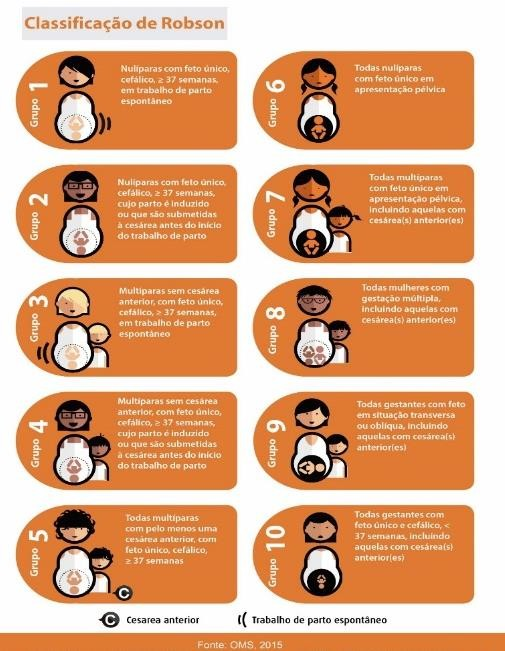 Classificação de Robson
Grupo 1
Nulíparas com feto único,
cefálico, ≥ 37 semanas,
em trabalho de parto
espontâneo
Grupo 2
Nulíparas com feto único,
cefálico, ≥ 37 semanas,
cujo parto é induzido
ou que são submetidas
à cesárea antes do início
do trabalho de parto
Grupo 3
Multíparas sem cesárea
anterior, com feto único,
cefálico, ≥ 37 semanas,
em trabalho de parto
espontâneo
Grupo 4
Multíparas sem cesárea
anterior, com feto único,
cefálico, ≥ 37 semanas,
cujo parto é induzido
ou que são submetidas
à cesárea antes do início
do trabalho de parto
Grupo 5
Todas multíparas
com pelo menos uma
cesárea anterior, com
feto único, cefálico,
≥ 37 semanas
C
Grupo 6
Todas nulíparas
com feto único em
apresentação pélvica
Grupo 7
Todas multíparas
com feto único em
apresentação pélvica,
incluindo aquelas com
cesárea(s) anterior(es)
Grupo 8
Todas mulheres com
gestação múltipla,
incluindo aquelas com
cesárea(s) anterior(es)
Grupo 9
Todas gestantes com feto
em situação transversa
ou oblíqua, incluindo
aquelas com cesárea(s)
anterior(es)
Grupo 10
Todas gestantes com
feto único e cefálico, <
37 semanas, incluindo
aquelas com cesárea(s)
anterior(es)
C Cesarea anterior
Trabalho de parto espontâneo
Fonte: OMS, 2015